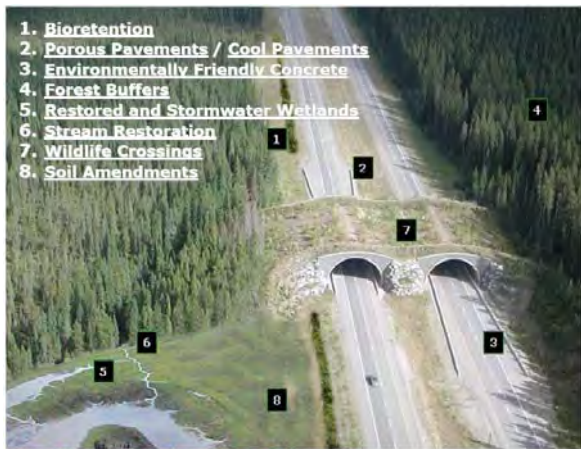 1. Bioretention
2. Porous Pavements / Cool Pavements
3. Environmentally Friendly Concrete
4. Forest Buffers
5. Restored and Stormwater Wetlands
6. Stream Restoration
7. Wildlife Crossings
8. Soil Amendments
4
1
2
7
6
3
5
8